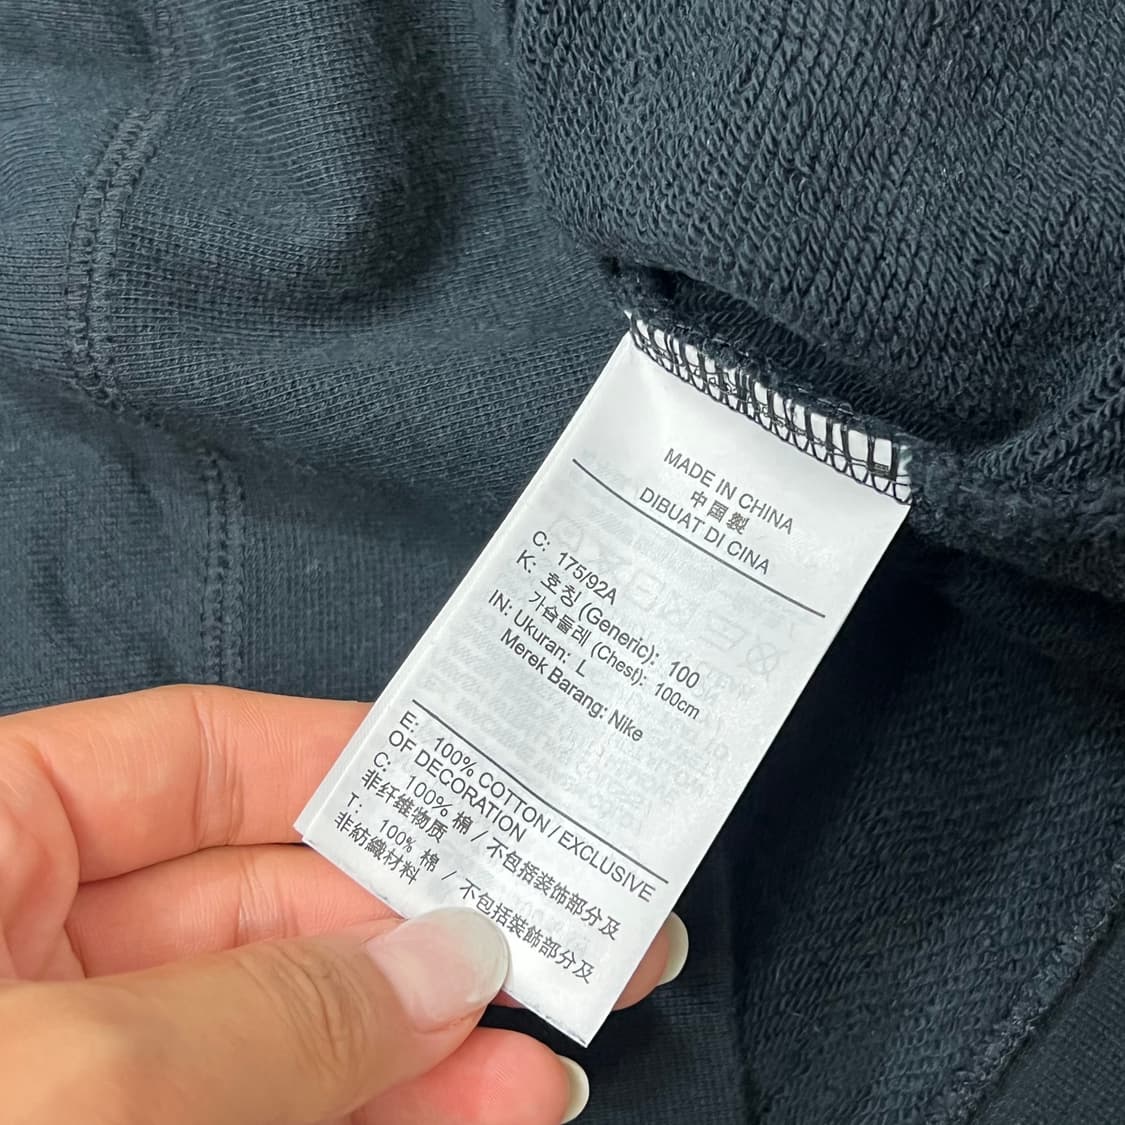 MADE IN CHINA
中国製
DIBUAT DI CINA
C: 175/92A
K: 호칭 (Generic): 100
가슴둘레 (Chest): 100cm
IN: Ukuran: L
Merek Barang: Nike
E: 100% COTTON / EXCLUSIVE
OF DECORATION
C: 100% 棉 / 不包括装饰部分及
非纤维物质
T: 100% 棉 / 不包括裝飾部分及
非紡織材料